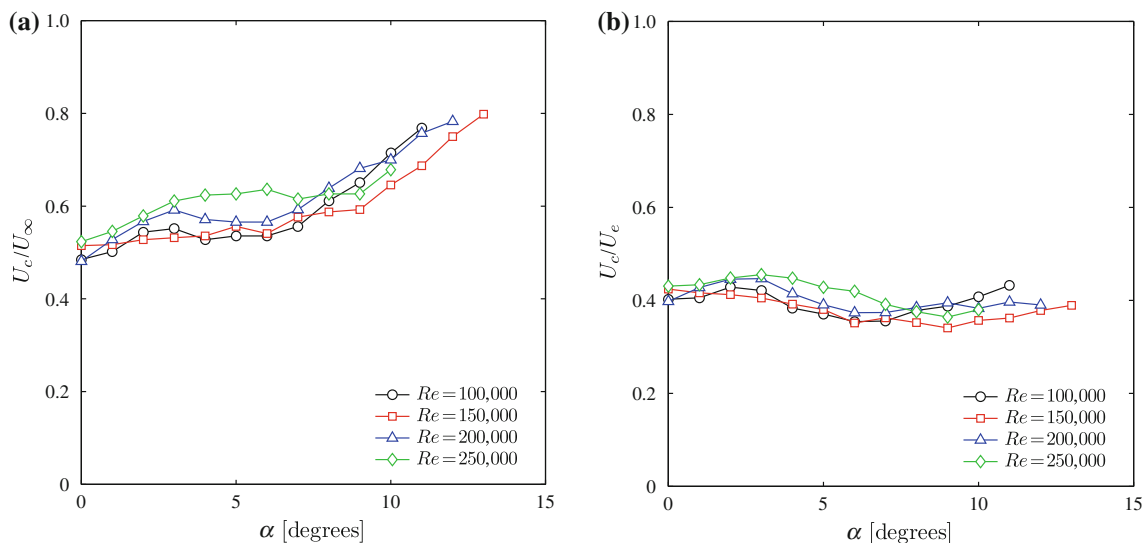 (a)
1.0
0.8
0.6
0.4
0.2
0
U_c/U_∞
0
5
10
15
α [degrees]
Re=100,000
Re=150,000
Re=200,000
Re=250,000
(b)
1.0
0.8
0.6
0.4
0.2
0
U_c/U_e
0
5
10
15
α [degrees]
Re=100,000
Re=150,000
Re=200,000
Re=250,000